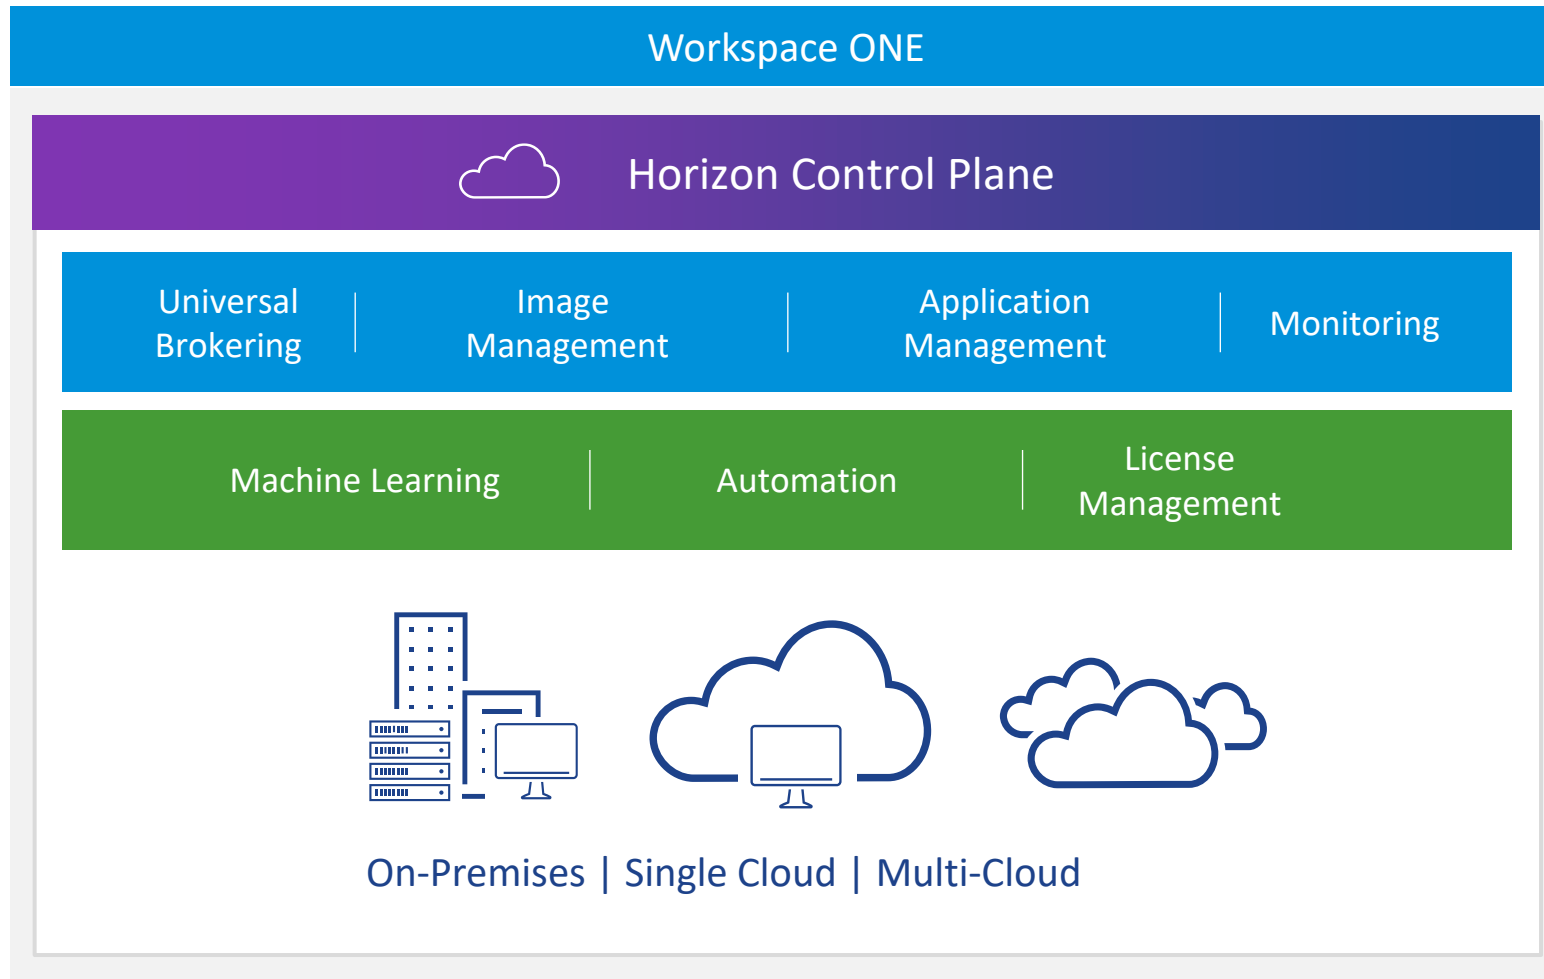 Workspace ONE
Horizon Control Plane
Universal
Brokering
Image
Management
Application
Management
Monitoring
Machine Learning
Automation
License
Management
On-Premises | Single Cloud | Multi-Cloud